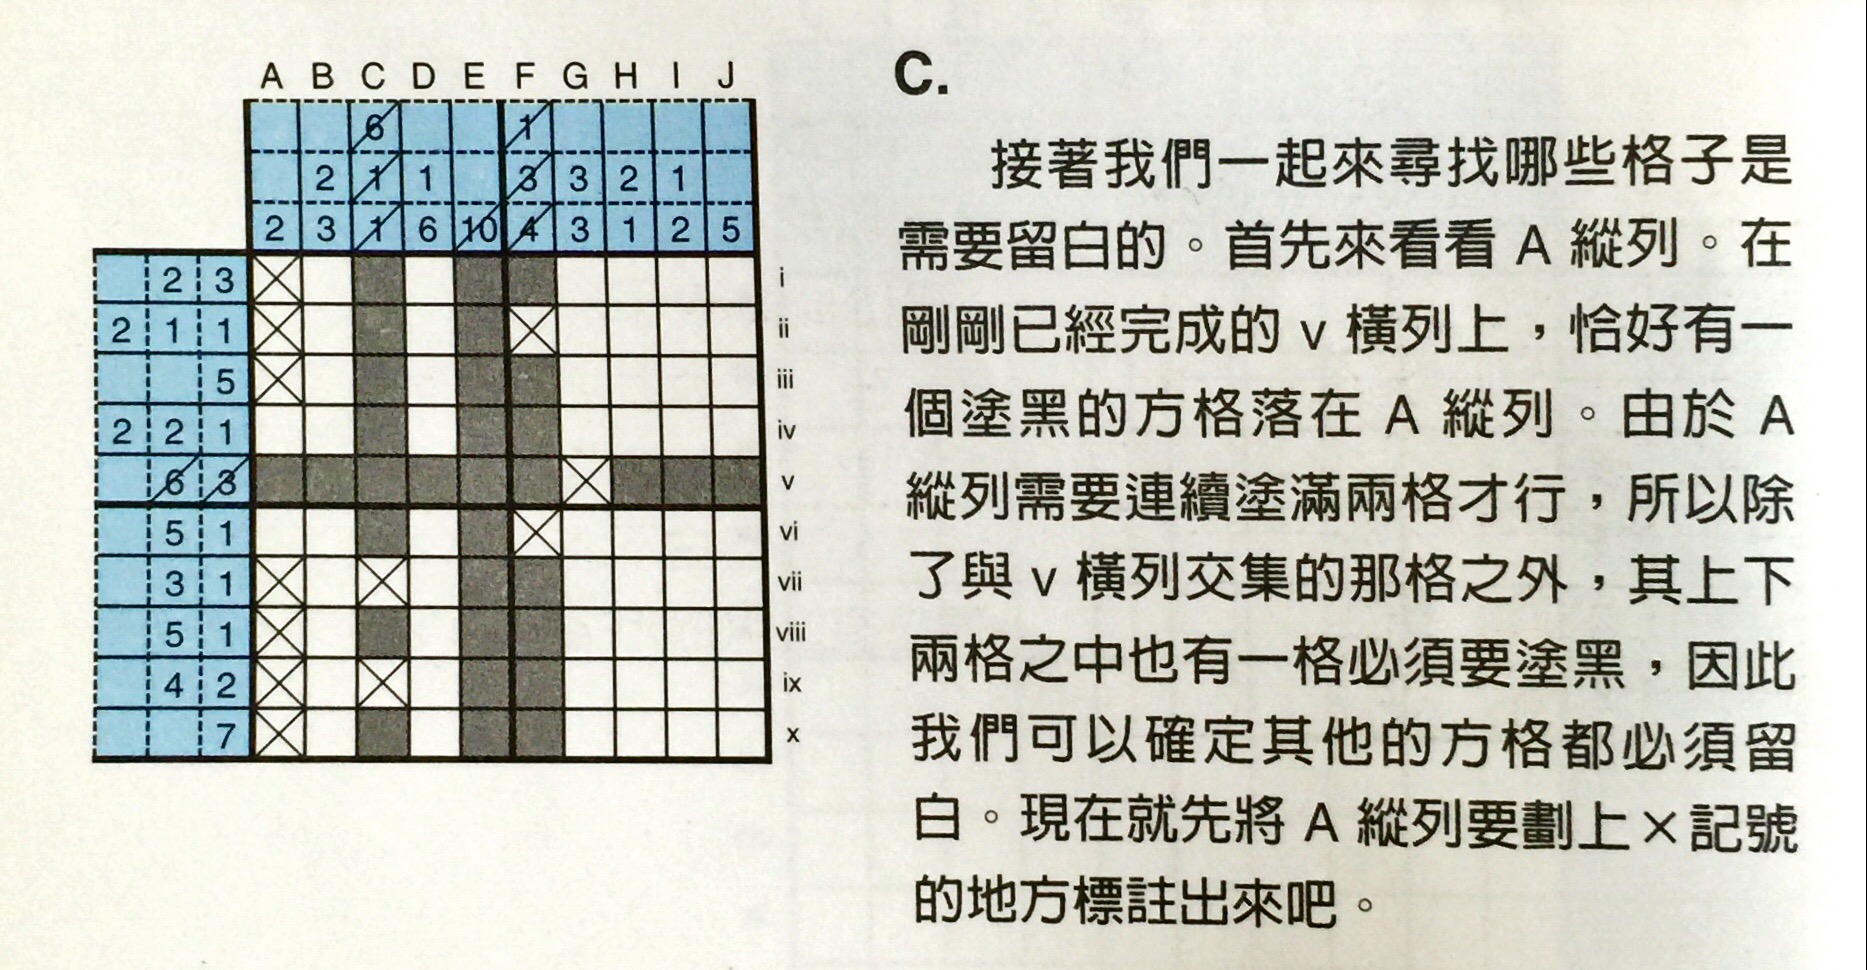 A B C D E F G H I J
6 1
2 1 1 3 3 2 1
2 3 1 6 10 4 3 1 2 5
2 3 i
2 1 1 ii
5 iii
2 2 1 iv
6 3 v
5 1 vi
3 1 vii
5 1 viii
4 2 ix
7 x
C.
接著我們一起來尋找哪些格子是
需要留白的。首先來看看 A 縱列。在
剛剛已經完成的 v 橫列上，恰好有一
個塗黑的方格落在 A 縱列。由於 A
縱列需要連續塗滿兩格才行，所以除
了與 v 橫列交集的那格之外，其上下
兩格之中也有一格必須要塗黑，因此
我們可以確定其他的方格都必須留
白。現在就先將 A 縱列要劃上×記號
的地方標註出來吧。